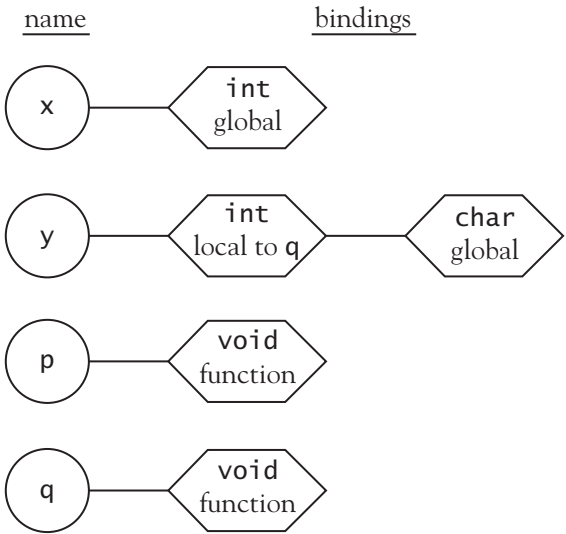 name bindings
x
int
global
y
int
local to q
char
global
p
void
function
q
void
function